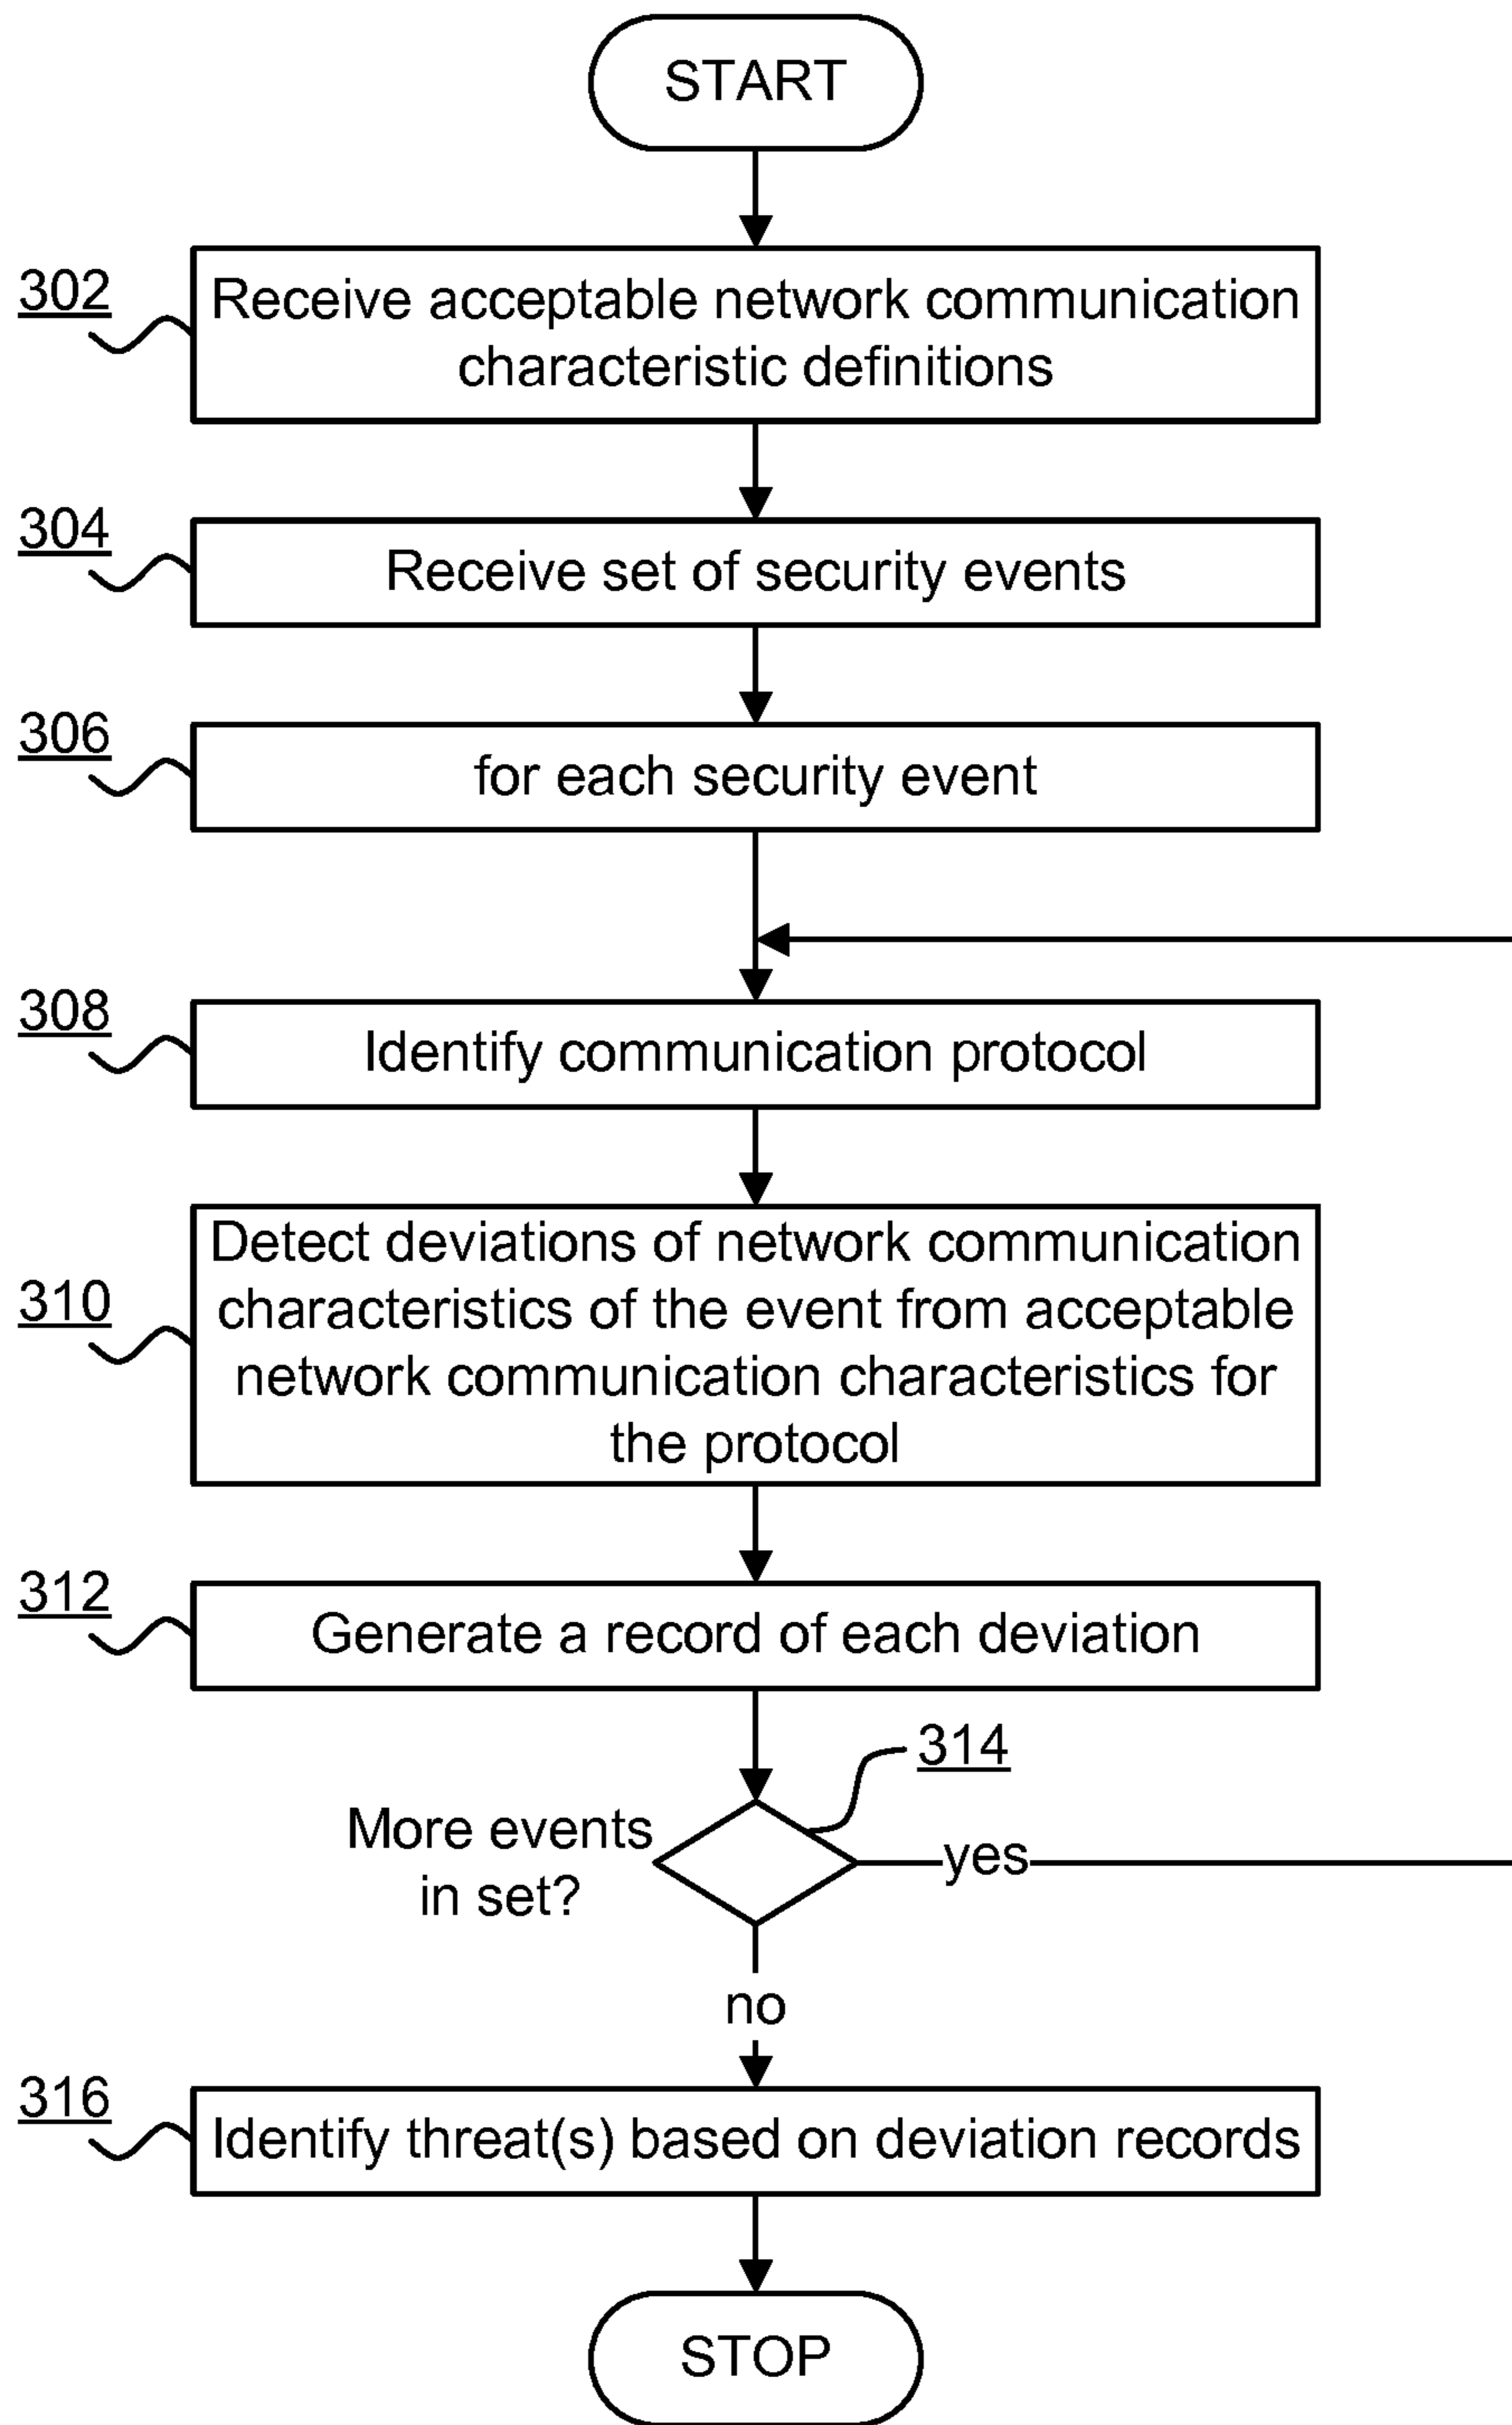 START
302
Receive acceptable network communication
characteristic definitions
304
Receive set of security events
306
for each security event
308
Identify communication protocol
310
Detect deviations of network communication
characteristics of the event from acceptable
network communication characteristics for
the protocol
312
Generate a record of each deviation
314
More events
in set?
yes
no
316
Identify threat(s) based on deviation records
STOP